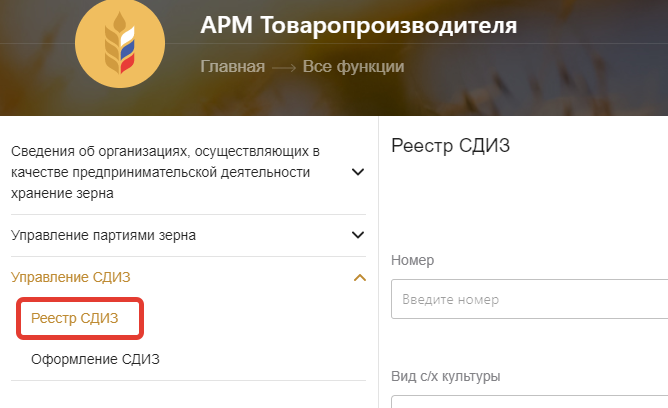 АРМ Товаропроизводителя
Главная → Все функции
Сведения об организациях, осуществляющих в
качестве предпринимательской деятельности
хранение зерна
Управление партиями зерна
Управление СДИЗ
Реестр СДИЗ
Оформление СДИЗ
Реестр СДИЗ
Номер
Введите номер
Вид с/х культуры